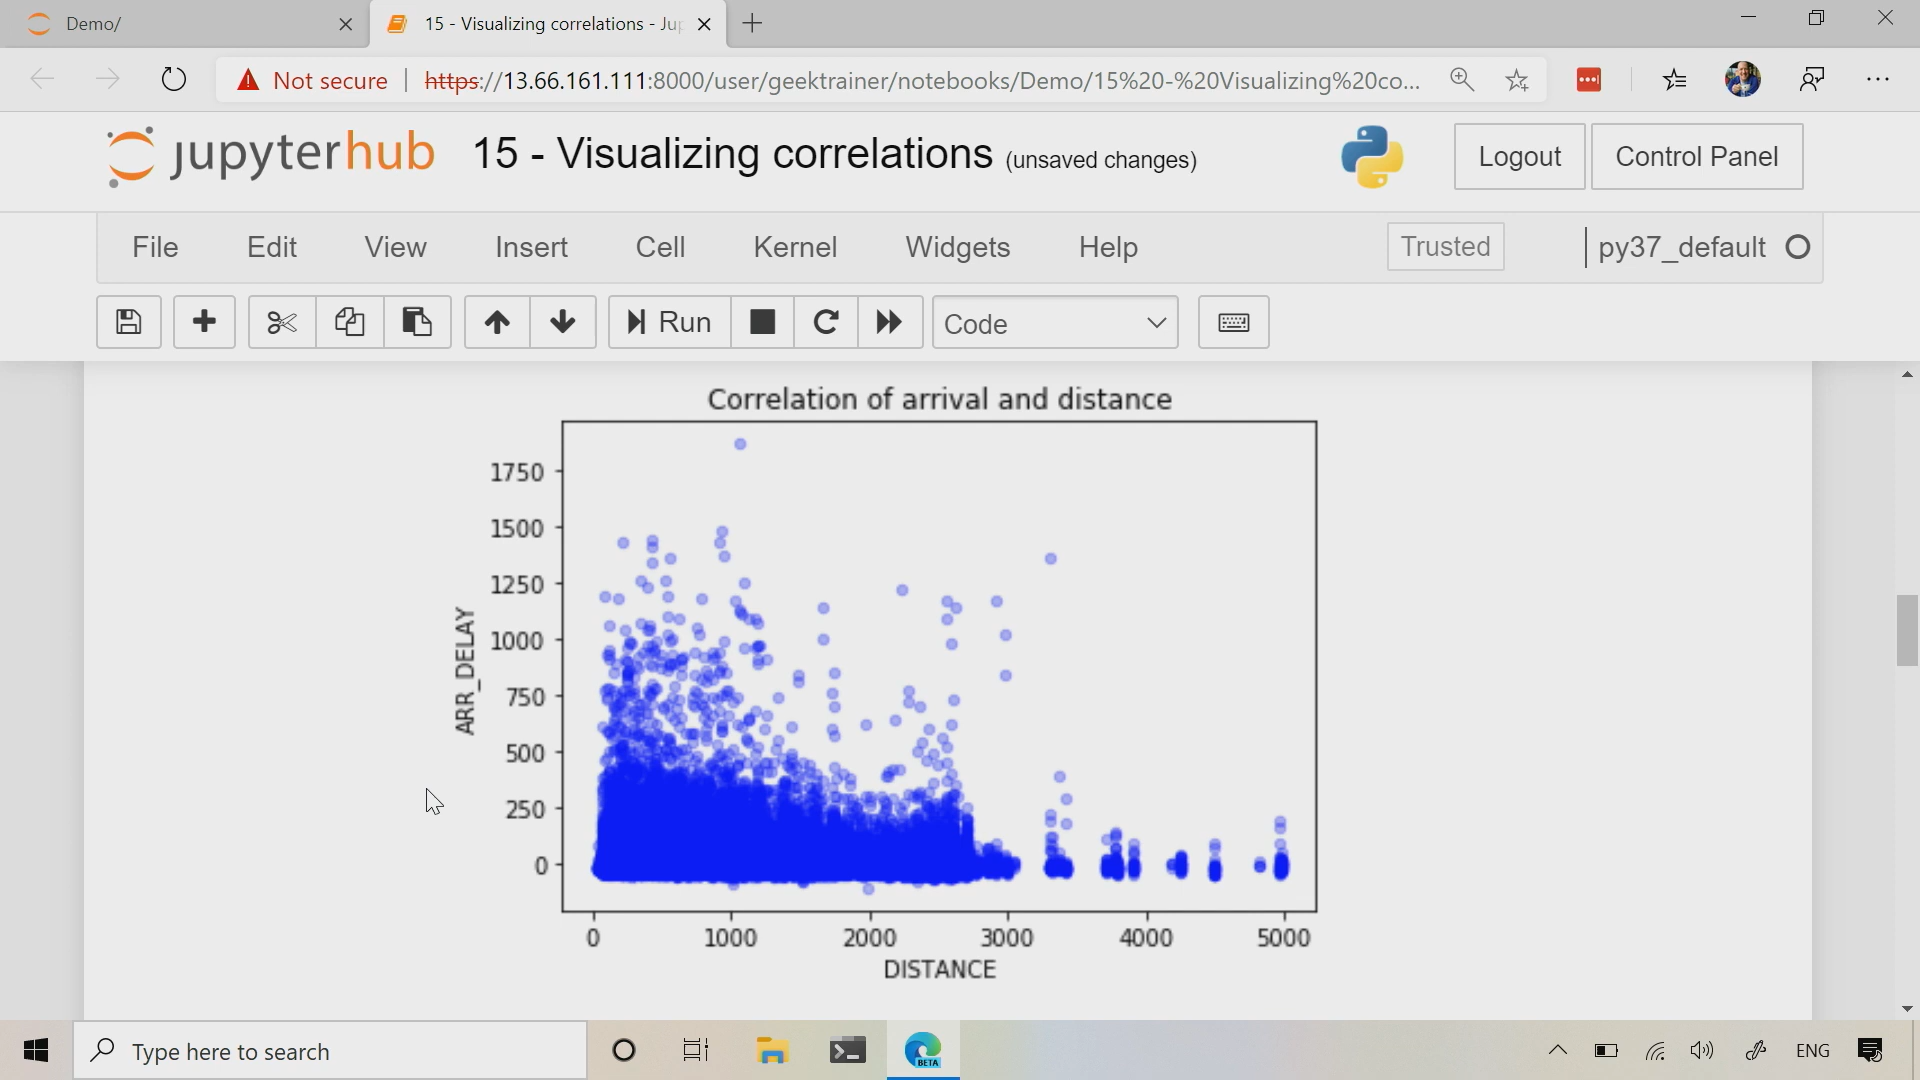 Demo/
15 - Visualizing correlations - Jup
Not secure
https://13.66.161.111:8000/user/geektrainer/notebooks/Demo/15%20-%20Visualizing%20co...
jupyterhub
15 - Visualizing correlations (unsaved changes)
Logout
Control Panel
File Edit View Insert Cell Kernel Widgets Help
Trusted
py37_default
Run
Code
Correlation of arrival and distance
1750
1500
1250
1000
750
500
250
0
ARR_DELAY
0 1000 2000 3000 4000 5000
DISTANCE
Type here to search
BETA
ENG